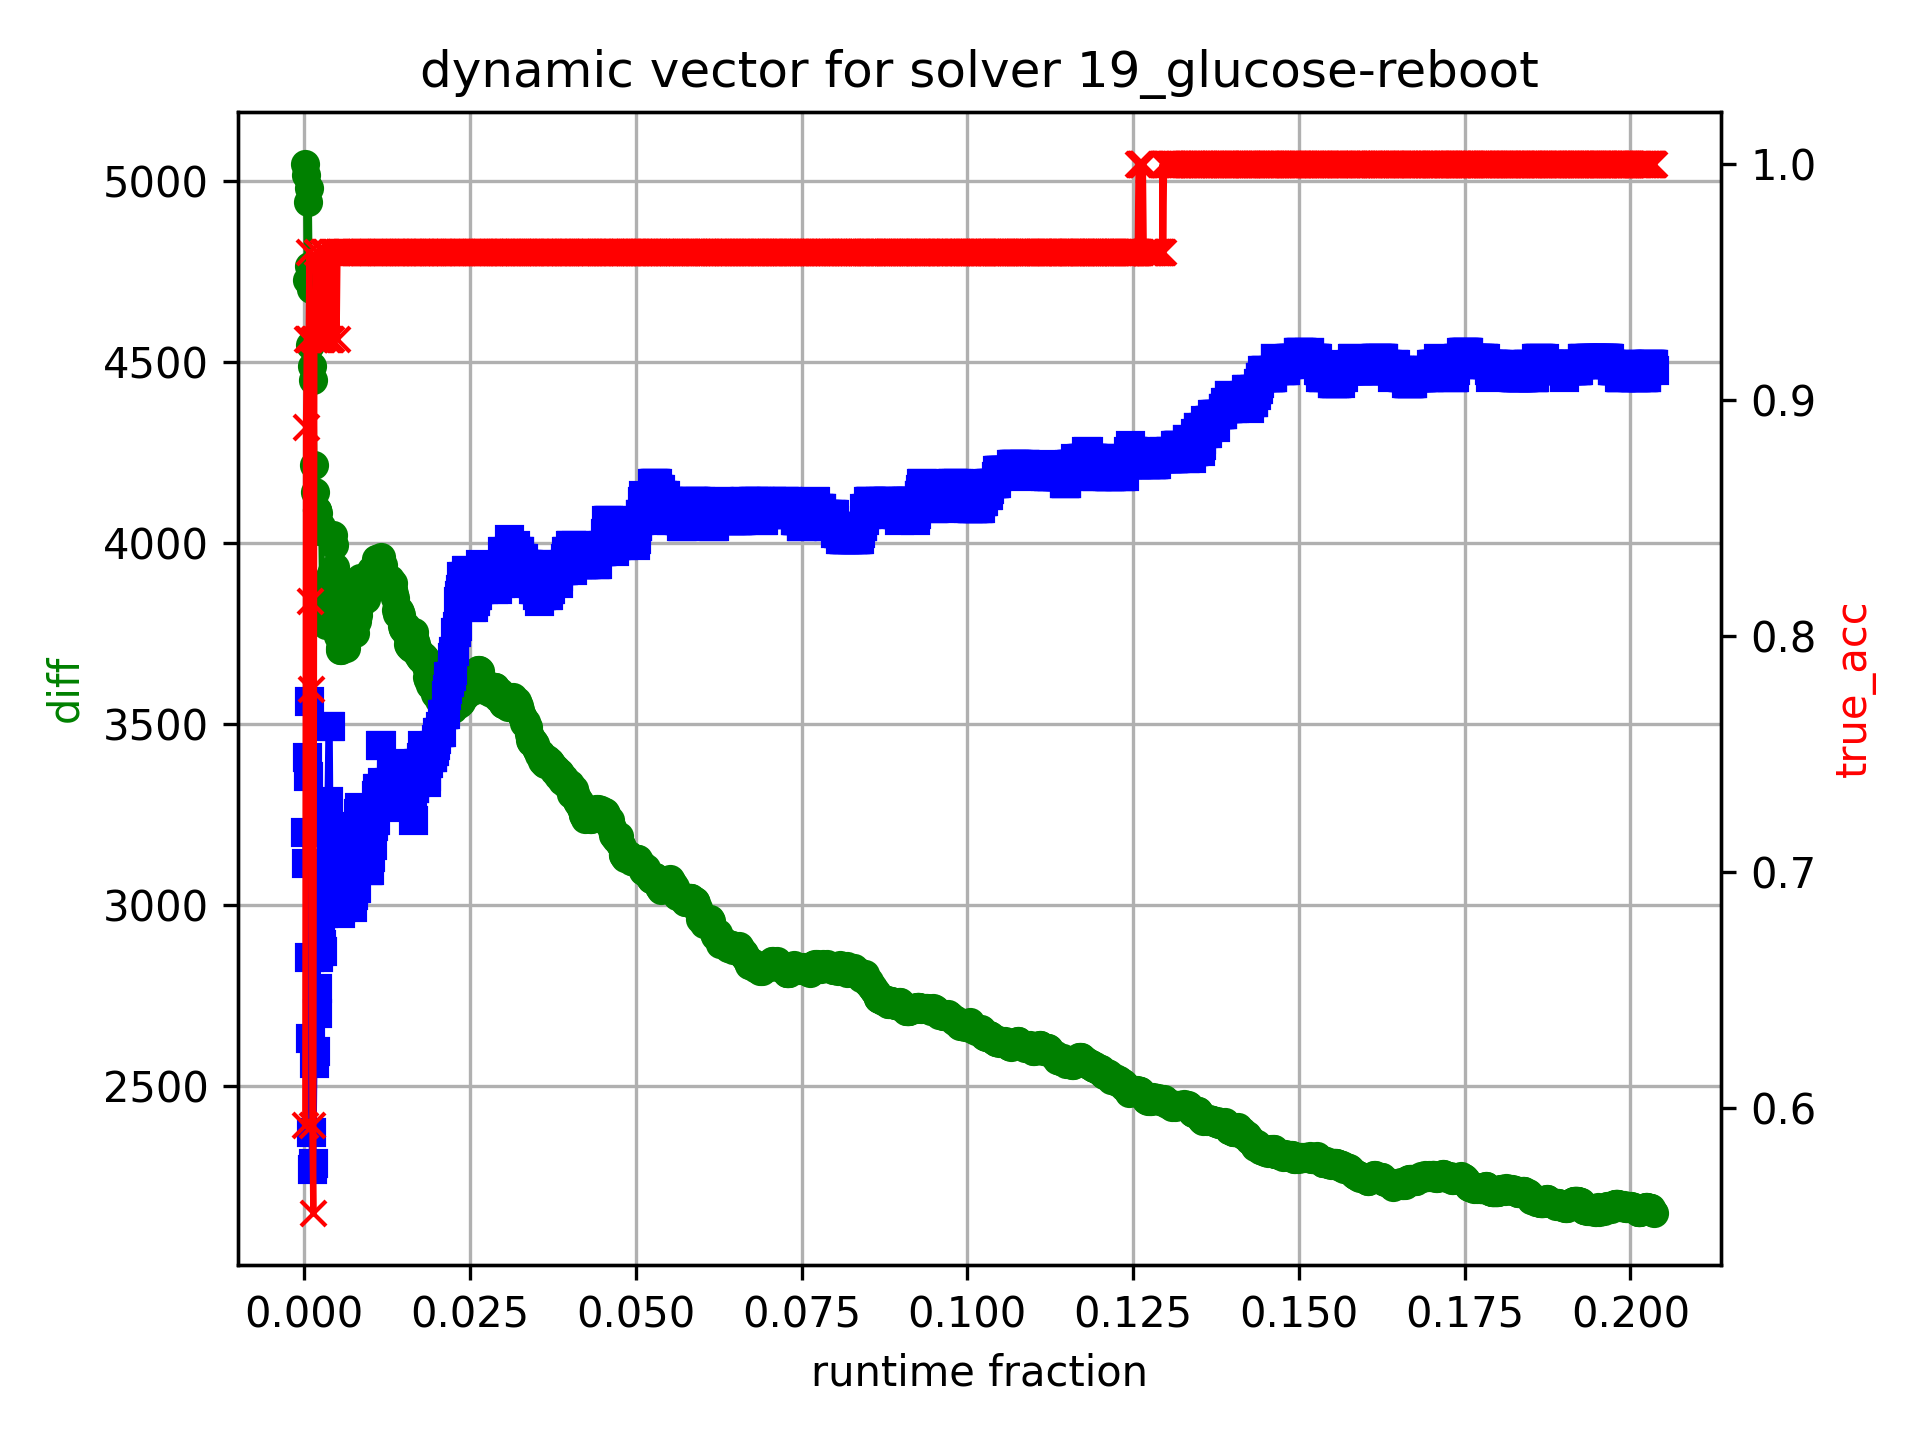 dynamic vector for solver 19_glucose-reboot
5000
4500
4000
3500
3000
2500
diff
1.0
0.9
0.8
0.7
0.6
true_acc
0.000 0.025 0.050 0.075 0.100 0.125 0.150 0.175 0.200
runtime fraction